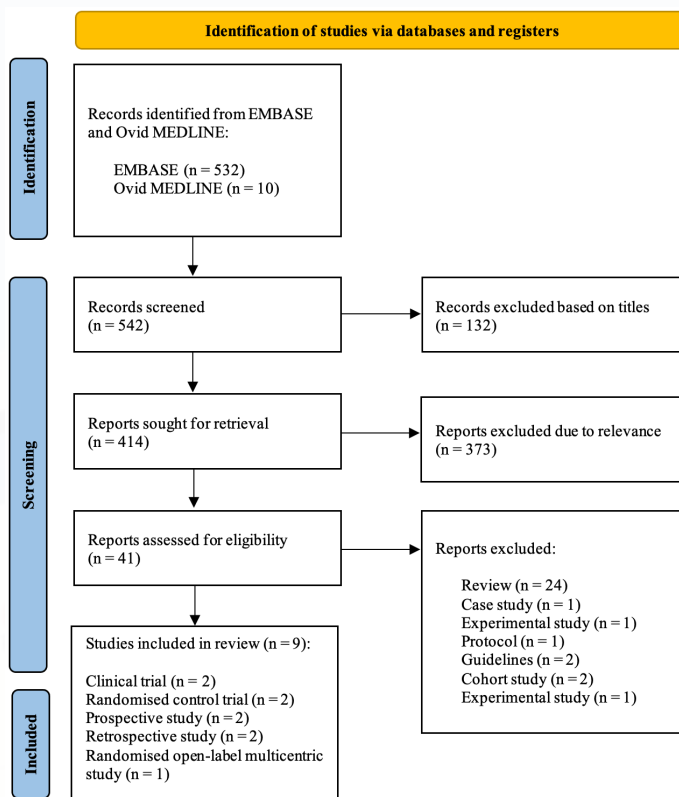 Identification of studies via databases and registers
Identification
Records identified from EMBASE
and Ovid MEDLINE:
EMBASE (n = 532)
Ovid MEDLINE (n = 10)
Screening
Records screened
(n = 542)
Records excluded based on titles
(n = 132)
Reports sought for retrieval
(n = 414)
Reports excluded due to relevance
(n = 373)
Reports assessed for eligibility
(n = 41)
Reports excluded:
Review (n = 24)
Case study (n = 1)
Experimental study (n = 1)
Protocol (n = 1)
Guidelines (n = 2)
Cohort study (n = 2)
Experimental study (n = 1)
Included
Studies included in review (n = 9):
Clinical trial (n = 2)
Randomised control trial (n = 2)
Prospective study (n = 2)
Retrospective study (n = 2)
Randomised open-label multicentric
study (n = 1)